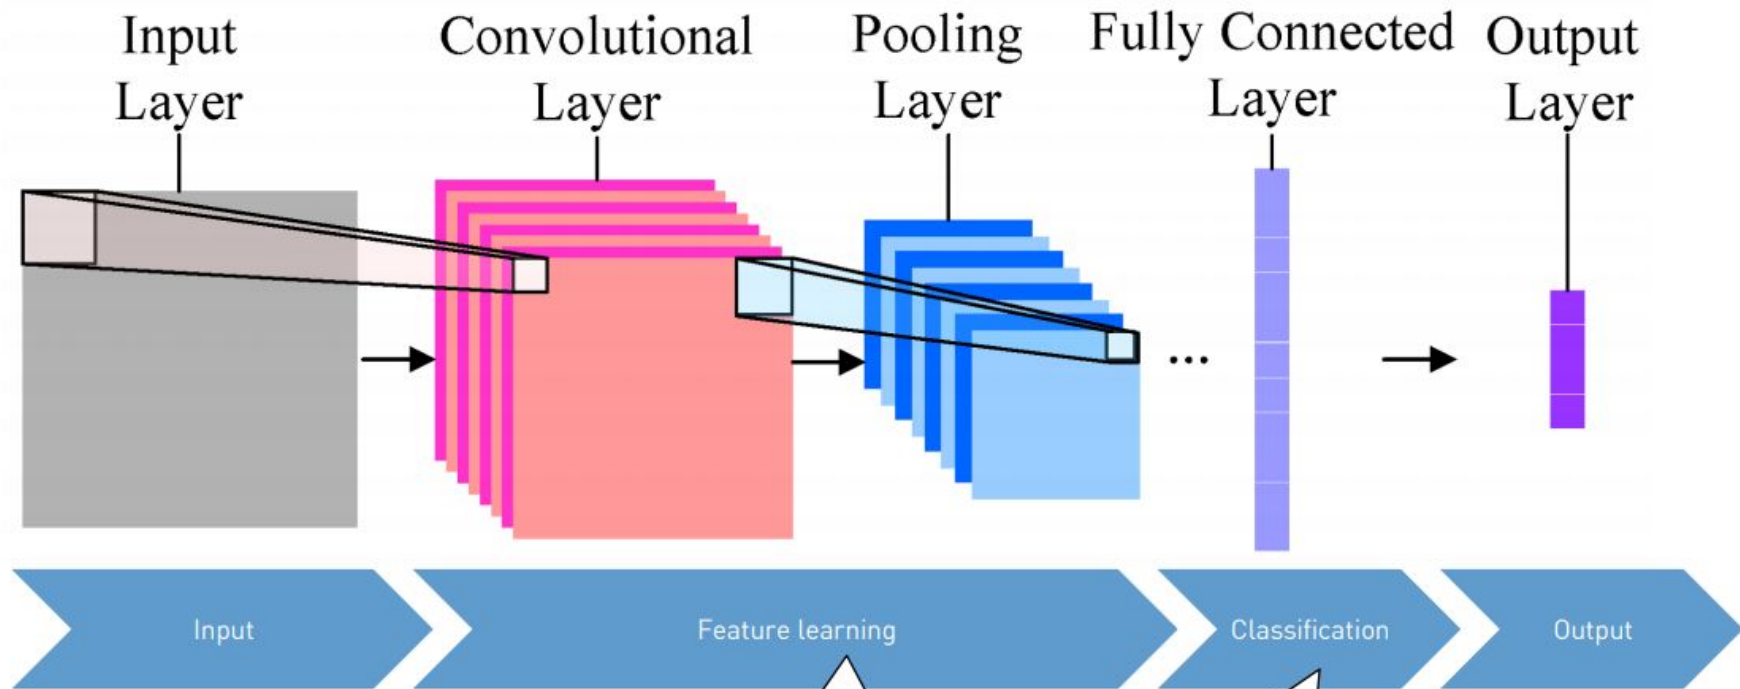 Input
Layer
Convolutional
Layer
Pooling
Layer
Fully Connected
Layer
Output
Layer
...
Input
Feature learning
Classification
Output